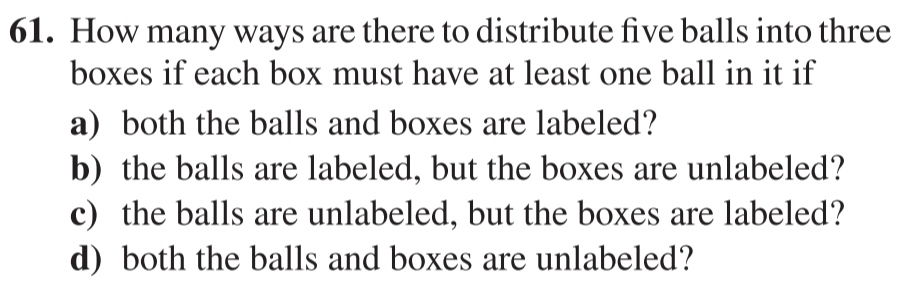 61. How many ways are there to distribute five balls into three
boxes if each box must have at least one ball in it if
a) both the balls and boxes are labeled?
b) the balls are labeled, but the boxes are unlabeled?
c) the balls are unlabeled, but the boxes are labeled?
d) both the balls and boxes are unlabeled?